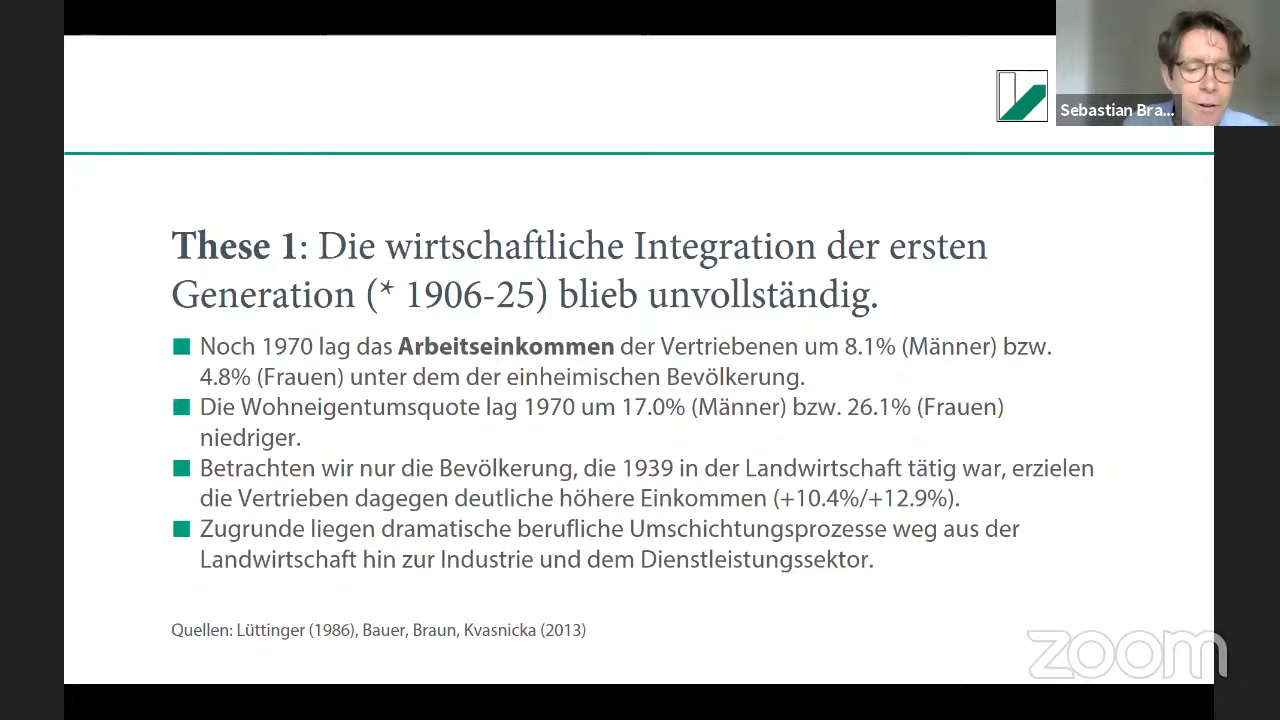 Sebastian Bra...
These 1: Die wirtschaftliche Integration der ersten
Generation (* 1906-25) blieb unvollständig.
Noch 1970 lag das Arbeitseinkommen der Vertriebenen um 8.1% (Männer) bzw.
4.8% (Frauen) unter dem der einheimischen Bevölkerung.
Die Wohneigentumsquote lag 1970 um 17.0% (Männer) bzw. 26.1% (Frauen)
niedriger.
Betrachten wir nur die Bevölkerung, die 1939 in der Landwirtschaft tätig war, erzielen
die Vertrieben dagegen deutliche höhere Einkommen (+10.4%/+12.9%).
Zugrunde liegen dramatische berufliche Umschichtungsprozesse weg aus der
Landwirtschaft hin zur Industrie und dem Dienstleistungssektor.
Quellen: Lüttinger (1986), Bauer, Braun, Kvasnicka (2013)
zoom